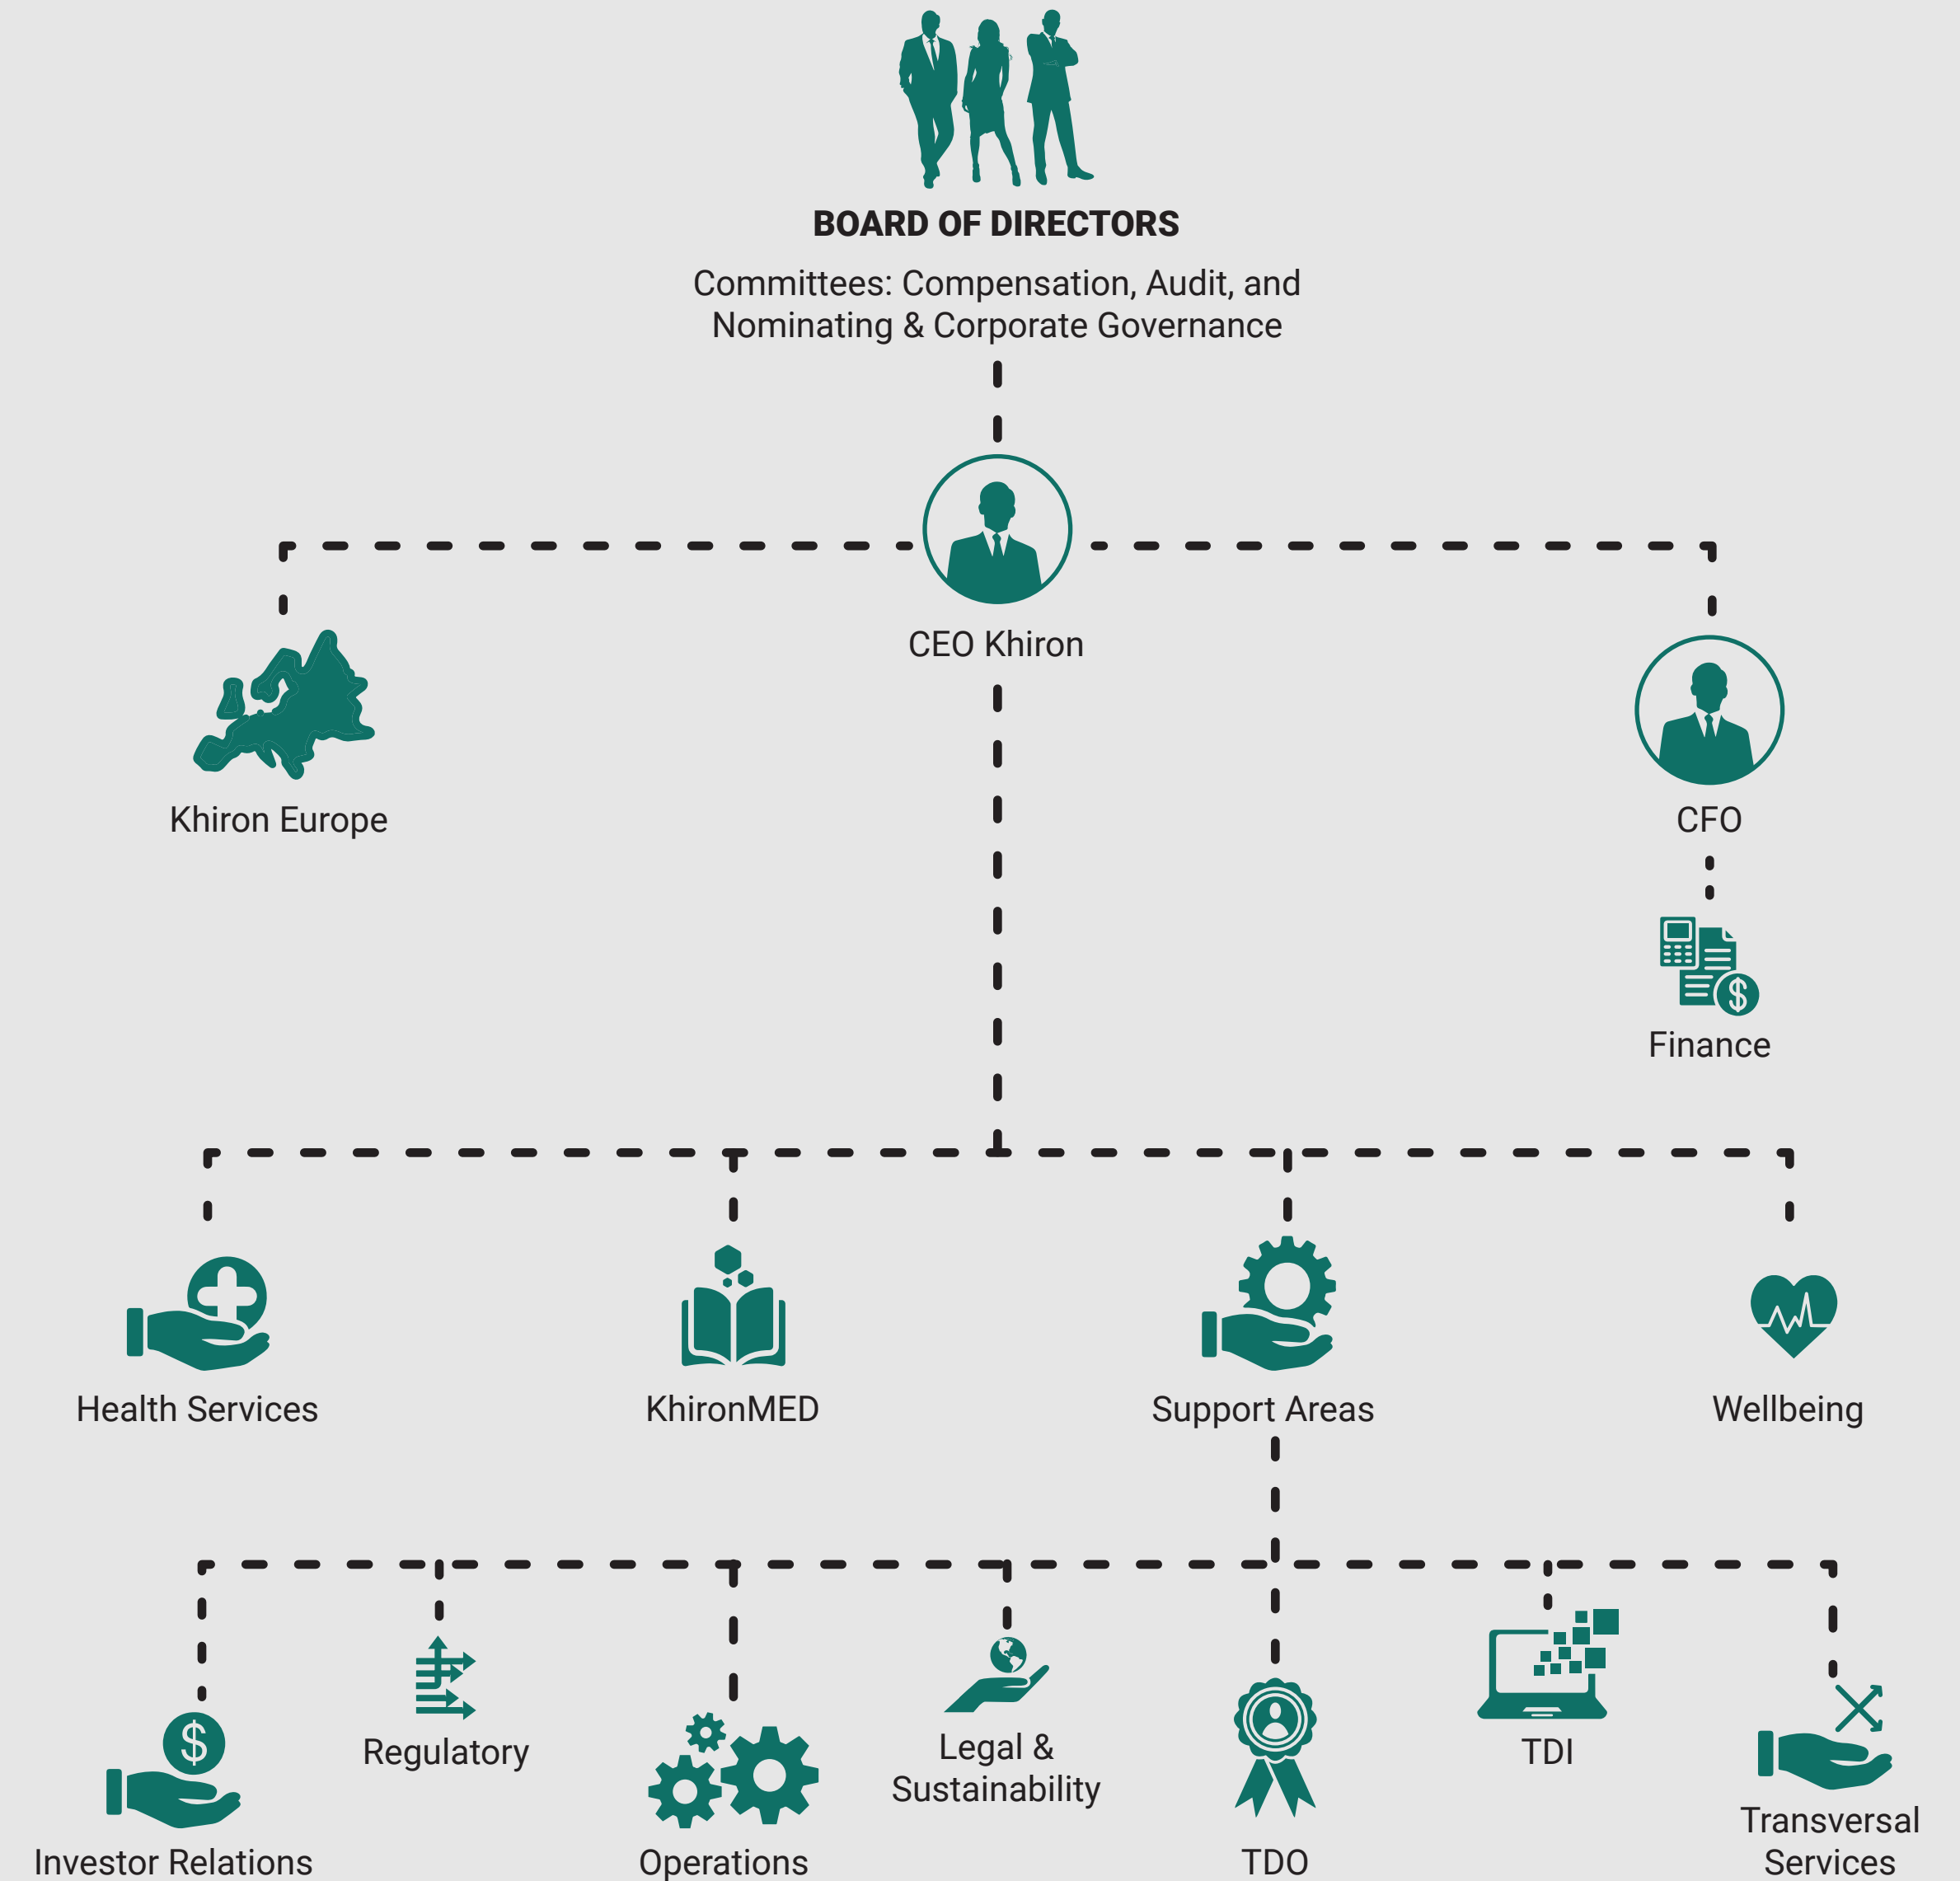 BOARD OF DIRECTORS
Committees: Compensation, Audit, and
Nominating & Corporate Governance
CEO Khiron
Khiron Europe
CFO
Finance
Health Services
KhironMED
Support Areas
Wellbeing
Investor Relations
Regulatory
Operations
Legal &
Sustainability
TDO
TDI
Transversal
Services